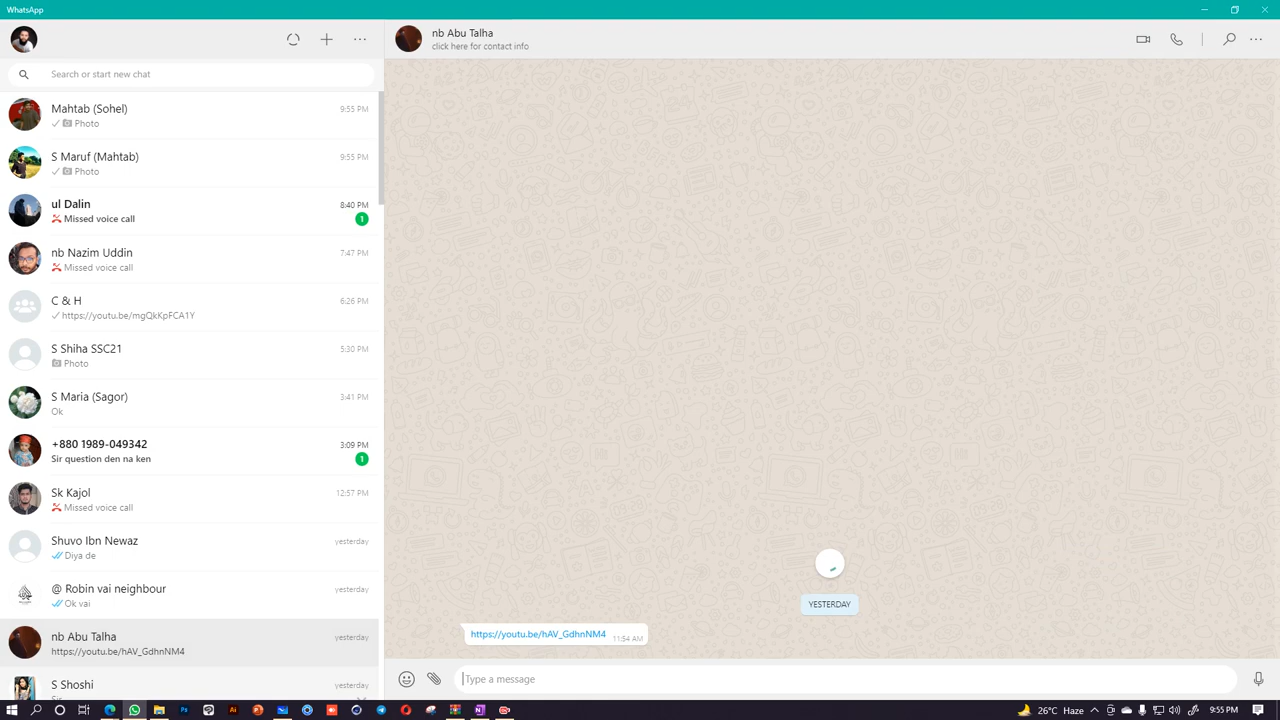 WhatsApp
Search or start new chat
Mahtab (Sohel)
9:55 PM
Photo
S Maruf (Mahtab)
9:55 PM
Photo
ul Dalin
8:40 PM
Missed voice call
1
nb Nazim Uddin
7:47 PM
Missed voice call
C & H
6:26 PM
https://youtu.be/mgQkKpFCA1Y
S Shiha SSC21
5:30 PM
Photo
S Maria (Sagor)
3:41 PM
Ok
+880 1989-049342
3:09 PM
Sir question den na ken
1
Sk Kajol
12:57 PM
Missed voice call
Shuvo Ibn Newaz
yesterday
Diya de
@ Robin vai neighbour
yesterday
Ok vai
nb Abu Talha
yesterday
https://youtu.be/hAV_GdhnNM4
S Shoshi
yesterday
nb Abu Talha
click here for contact info
YESTERDAY
https://youtu.be/hAV_GdhnNM4 11:54 AM
Type a message
26°C Haze
9:55 PM